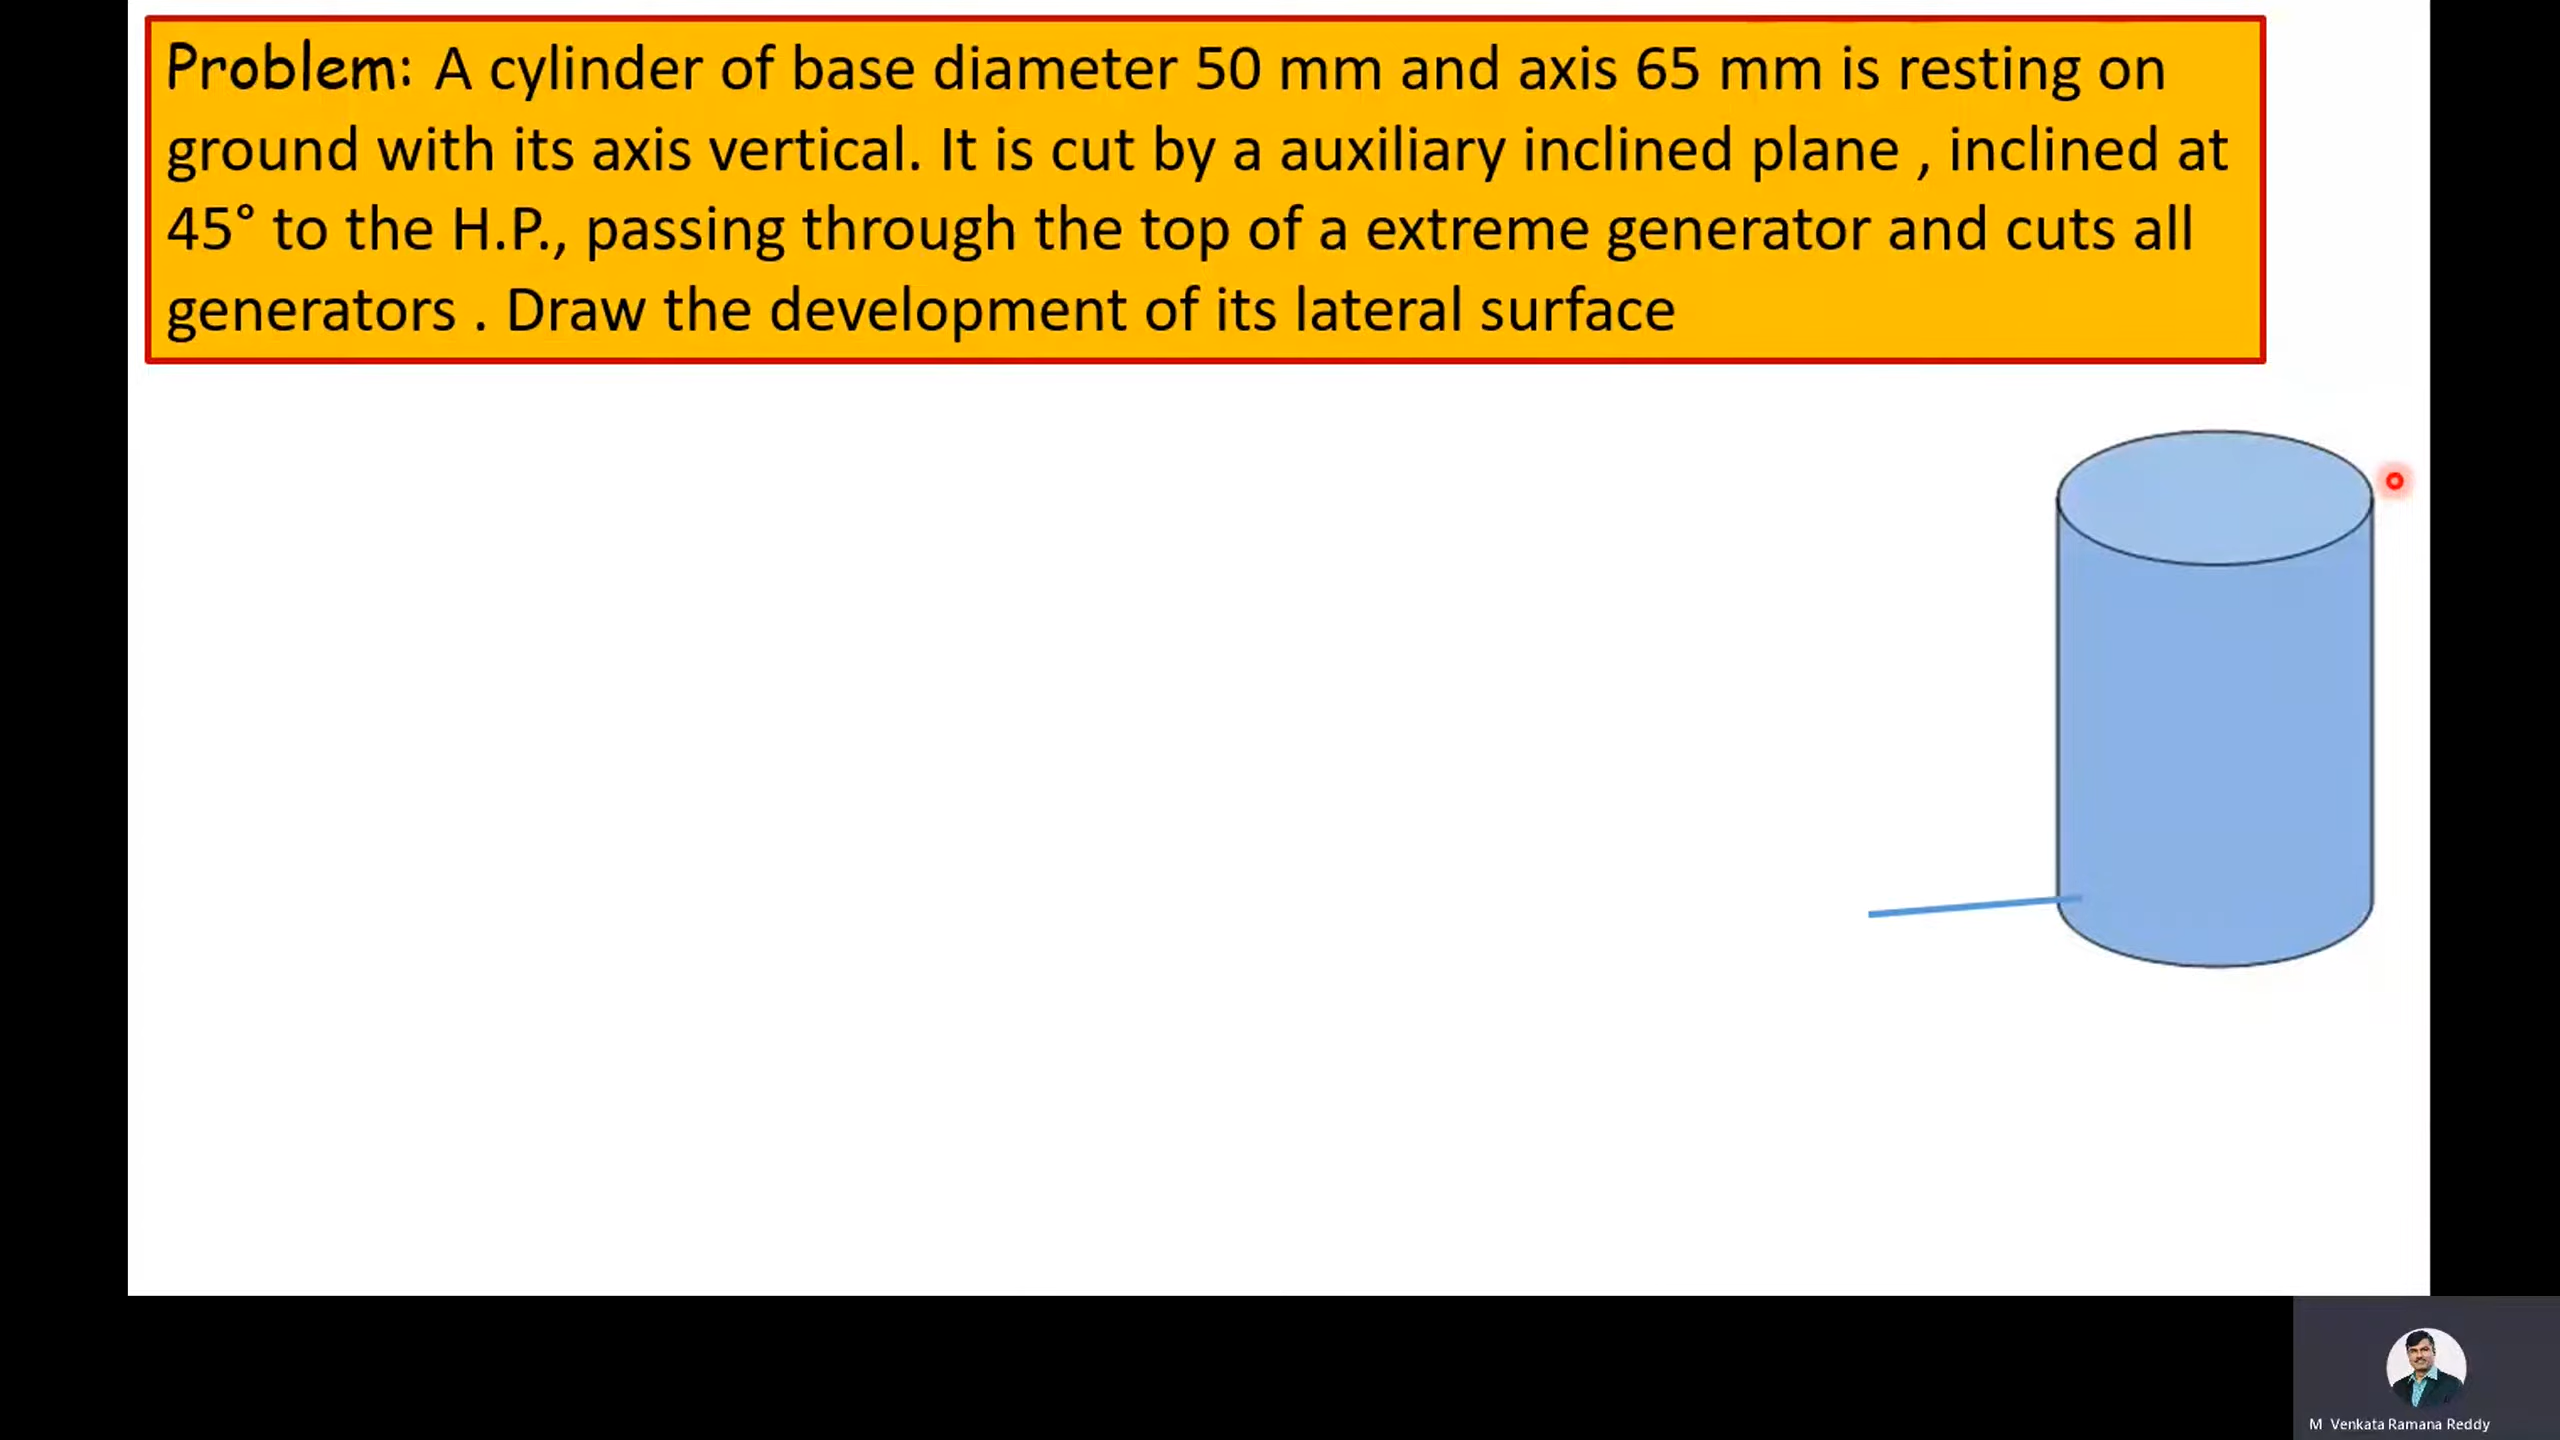 Problem: A cylinder of base diameter 50 mm and axis 65 mm is resting on
ground with its axis vertical. It is cut by a auxiliary inclined plane , inclined at
45° to the H.P., passing through the top of a extreme generator and cuts all
generators . Draw the development of its lateral surface
M Venkata Ramana Reddy